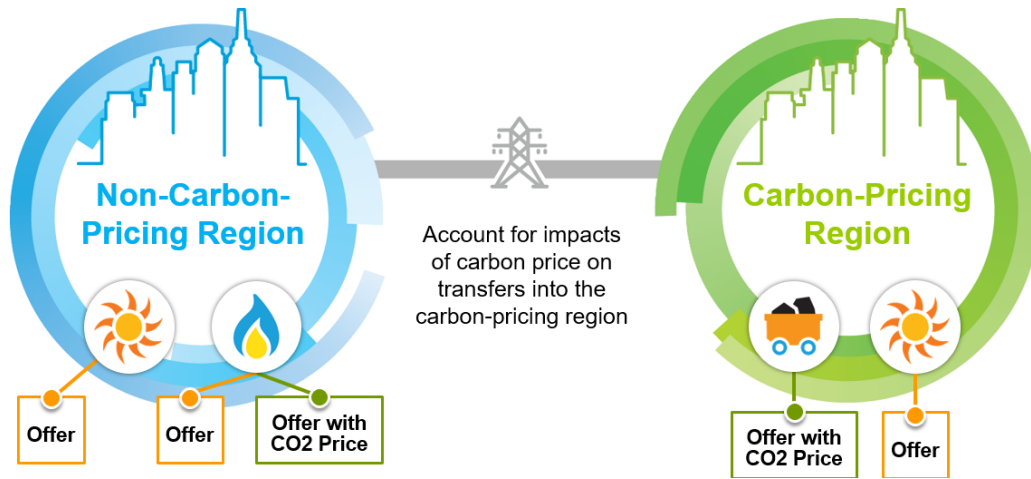 Non-Carbon-
Pricing Region
Account for impacts
of carbon price on
transfers into the
carbon-pricing region
Carbon-Pricing
Region
Offer
Offer
Offer with
CO2 Price
Offer with
CO2 Price
Offer